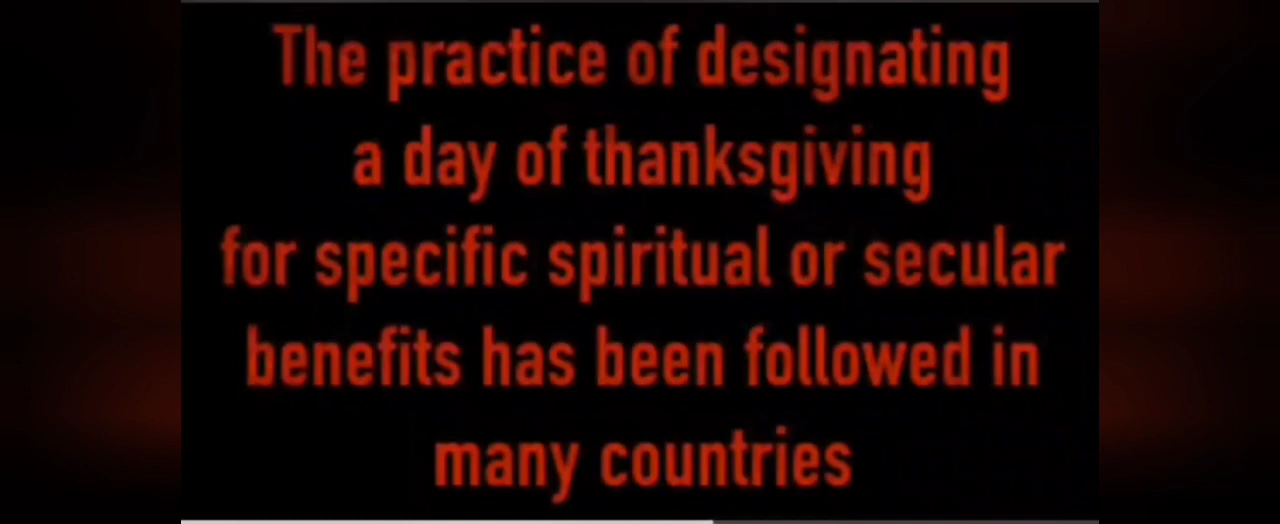 The practice of designating
a day of thanksgiving
for specific spiritual or secular
benefits has been followed in
many countries